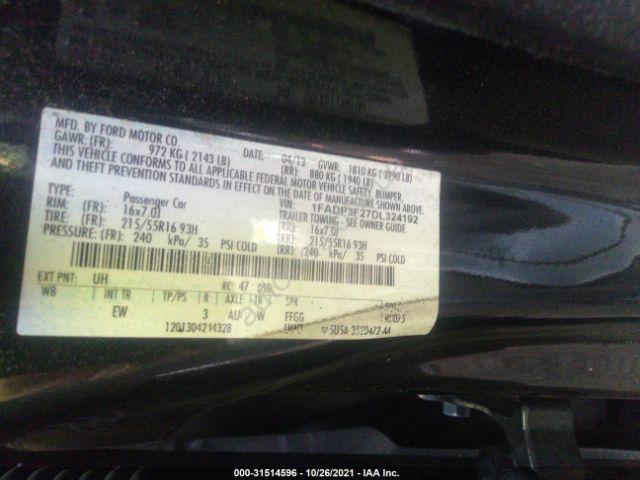 MFD. BY FORD MOTOR CO.
DATE: 04/13 GVWR: 1810 KG (3990 LB)
GAWR: (FR): 972 KG (2143 LB) (RR): 880 KG (1940 LB)
THIS VEHICLE CONFORMS TO ALL APPLICABLE FEDERAL MOTOR VEHICLE SAFETY, BUMPER,
AND THEFT PREVENTION STANDARDS IN EFFECT ON THE DATE OF MANUFACTURE SHOWN ABOVE.
VIN: 1FADP3F27DL324192
TYPE: Passenger Car TRAILER TOWING - SEE OWNER GUIDE
RIM: (FR) 16x7.0J (RR): 16x7.0J
TIRE: (FR): 215/55R16 93H (RR): 215/55R16 93H
PRESSURE: (FR) 240 kPa/ 35 PSI COLD (RR): 240 kPa/ 35 PSI COLD
EXT PNT: UH RC: 47 DSO:
WB INT TR TP/PS R AXLE TR SPR
EW 3 AU W FFGG
1201304244328 5U5A-3520472-AA
000-31514596 - 10/26/2021 - IAA Inc.